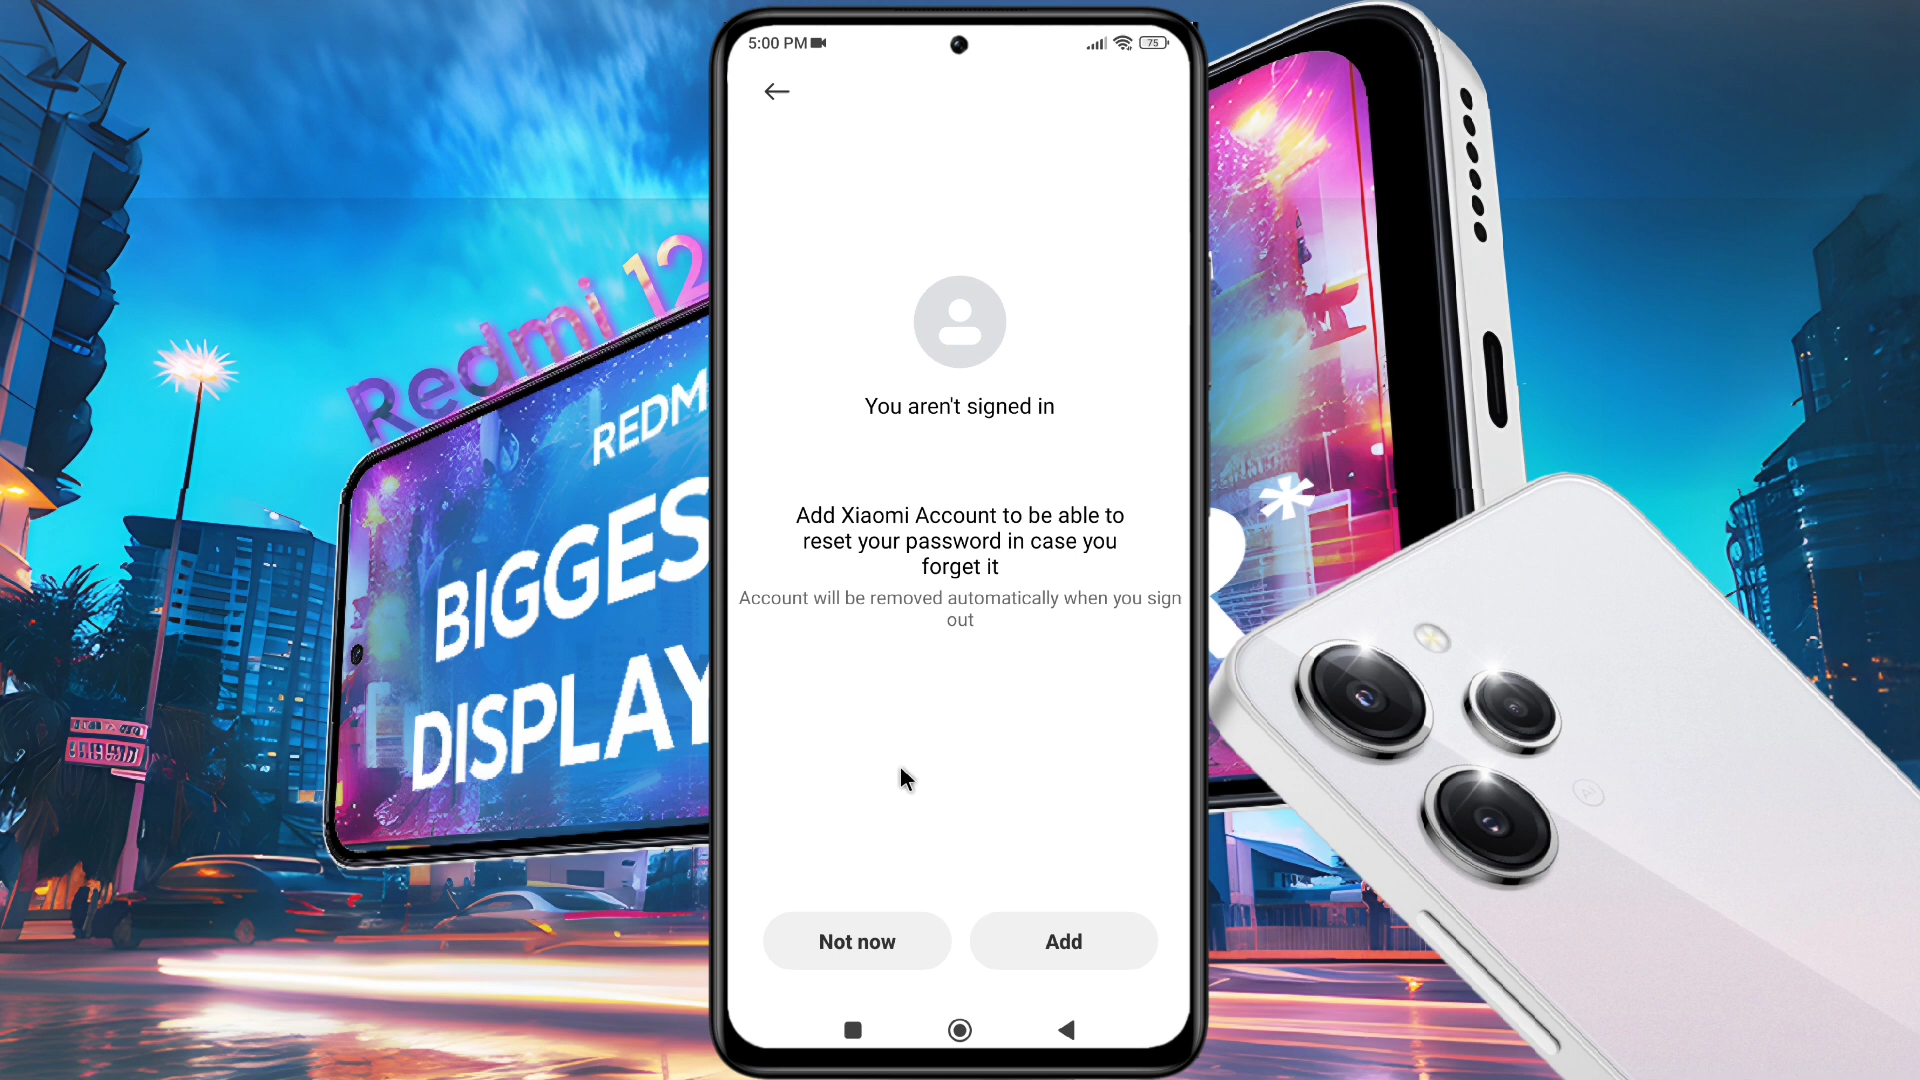 5:00 PM
75
You aren't signed in
Add Xiaomi Account to be able to
reset your password in case you
forget it
Account will be removed automatically when you sign
out
Not now
Add
Redmi 12
REDM
BIGGES
DISPLAY
R*
AI